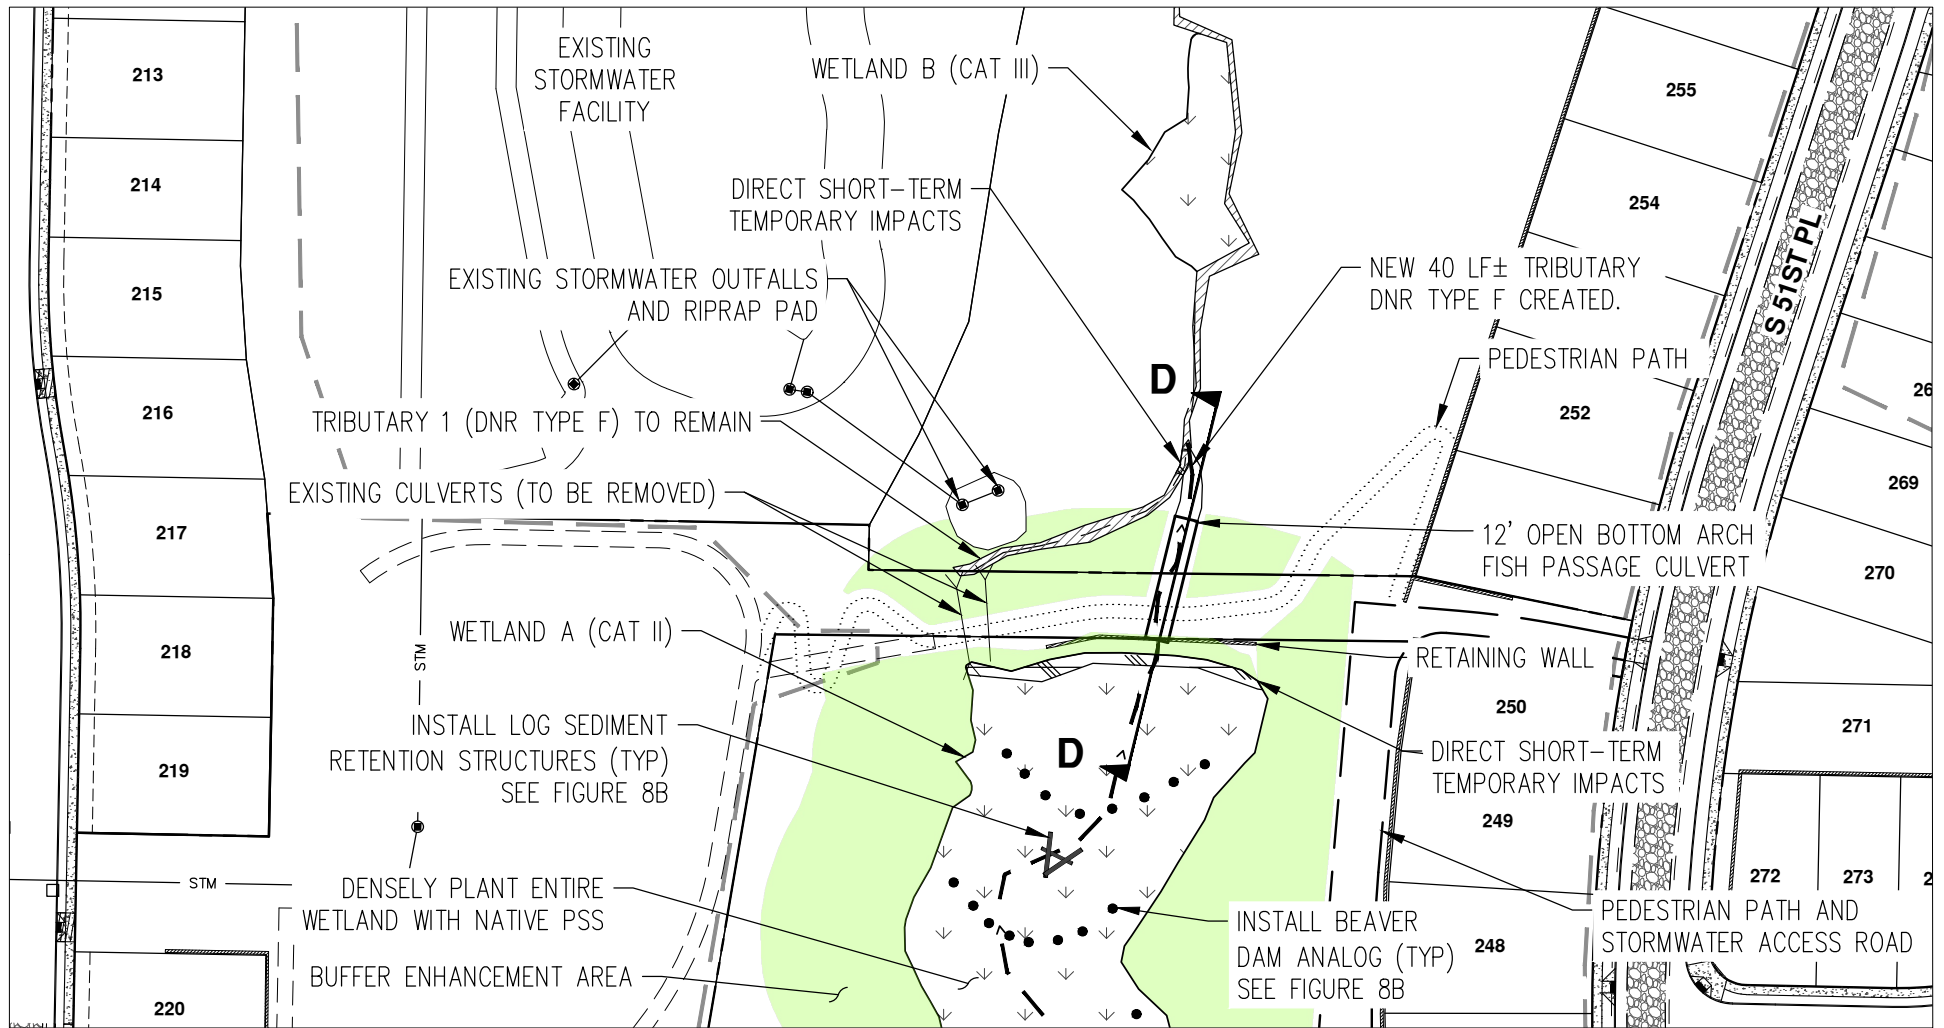 213
214
215
216
217
218
219
220
EXISTING
STORMWATER
FACILITY
WETLAND B (CAT III)
DIRECT SHORT-TERM
TEMPORARY IMPACTS
EXISTING STORMWATER OUTFALLS
AND RIPRAP PAD
TRIBUTARY 1 (DNR TYPE F) TO REMAIN
EXISTING CULVERTS (TO BE REMOVED)
WETLAND A (CAT II)
STM
INSTALL LOG SEDIMENT
RETENTION STRUCTURES (TYP)
SEE FIGURE 8B
STM
DENSELY PLANT ENTIRE
WETLAND WITH NATIVE PSS
BUFFER ENHANCEMENT AREA
D
D
NEW 40 LF± TRIBUTARY
DNR TYPE F CREATED.
PEDESTRIAN PATH
12' OPEN BOTTOM ARCH
FISH PASSAGE CULVERT
RETAINING WALL
DIRECT SHORT-TERM
TEMPORARY IMPACTS
INSTALL BEAVER
DAM ANALOG (TYP)
SEE FIGURE 8B
PEDESTRIAN PATH AND
STORMWATER ACCESS ROAD
255
254
252
250
249
248
S 51ST PL
26
269
270
271
272
273
2